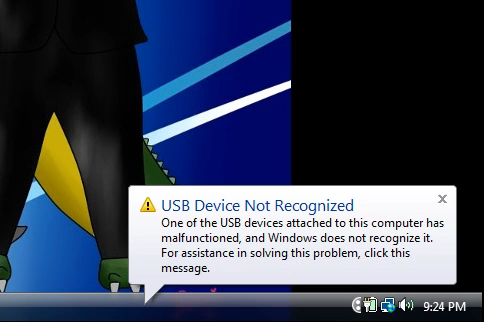 USB Device Not Recognized
One of the USB devices attached to this computer has
malfunctioned, and Windows does not recognize it.
For assistance in solving this problem, click this
message.
9:24 PM